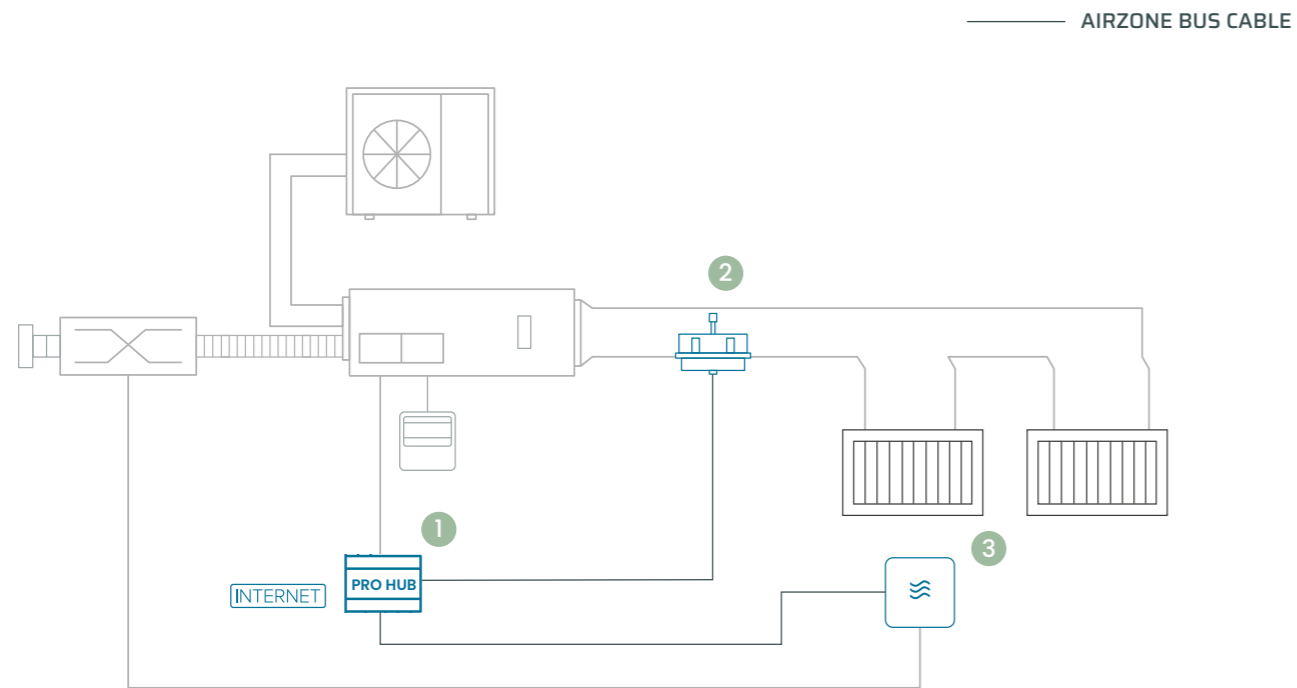 AIRZONE BUS CABLE
2
1
PRO HUB
INTERNET
3